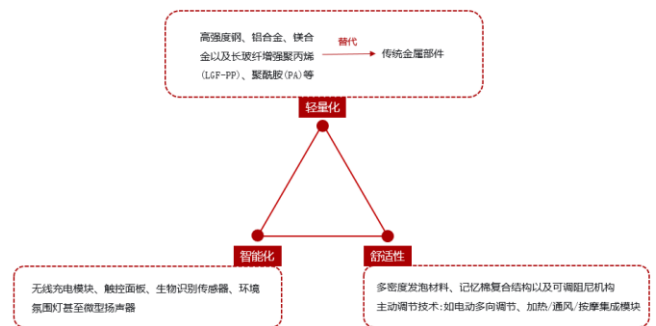 高强度钢、铝合金、镁合
金以及长玻纤增强聚丙烯
(LGF-PP)、聚酰胺(PA)等
替代
传统金属部件
轻量化
智能化
舒适性
无线充电模块、触控面板、生物识别传感器、环境
氛围灯甚至微型扬声器
多密度发泡材料、记忆棉复合结构以及可调阻尼机构
主动调节技术:如电动多向调节、加热/通风/按摩集成模块